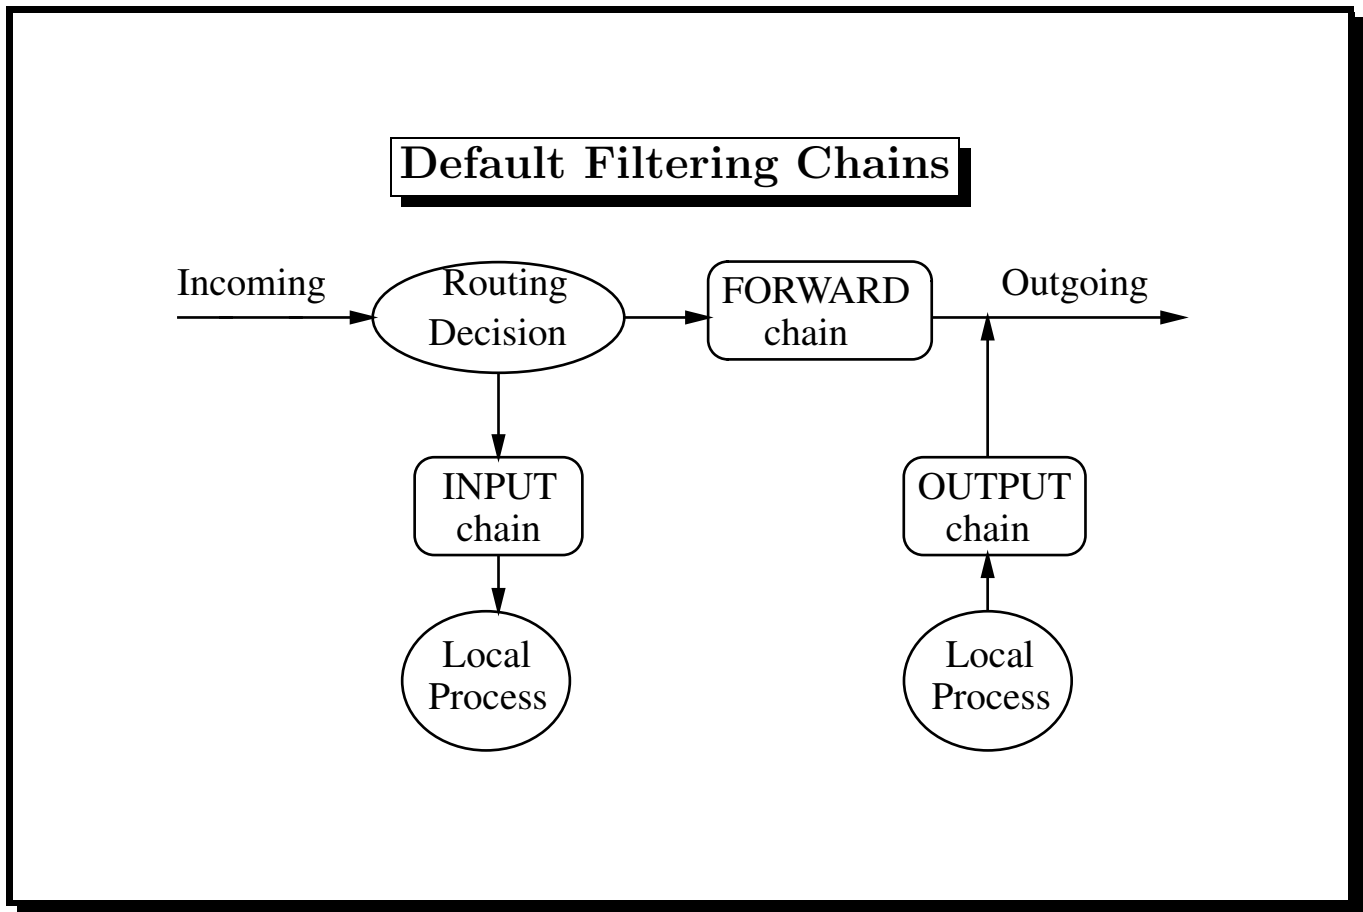 Default Filtering Chains
Incoming
Routing
Decision
FORWARD
chain
Outgoing
INPUT
chain
OUTPUT
chain
Local
Process
Local
Process